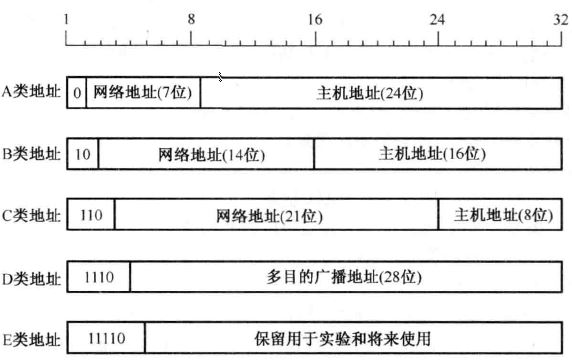 1 8 16 24 32
A类地址 0 网络地址(7位) 主机地址(24位)
B类地址 10 网络地址(14位) 主机地址(16位)
C类地址 110 网络地址(21位) 主机地址(8位)
D类地址 1110 多目的广播地址(28位)
E类地址 11110 保留用于实验和将来使用